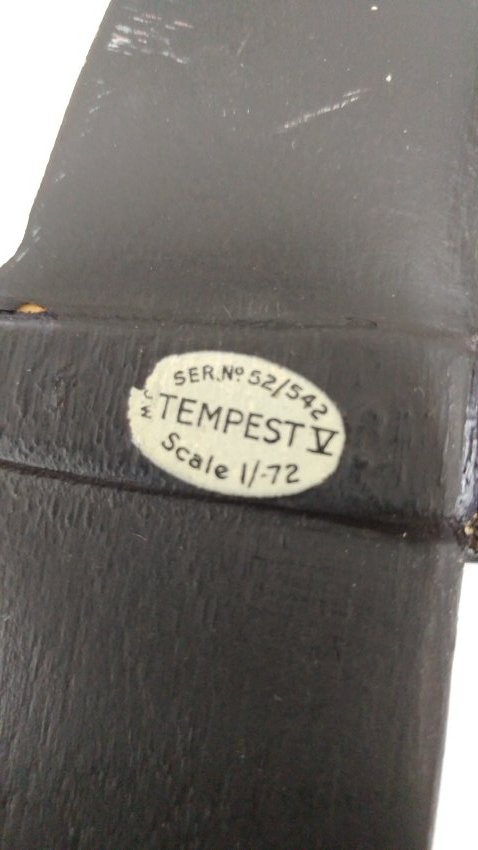 SER.Nº 52/542
TEMPEST V
Scale 1/-72